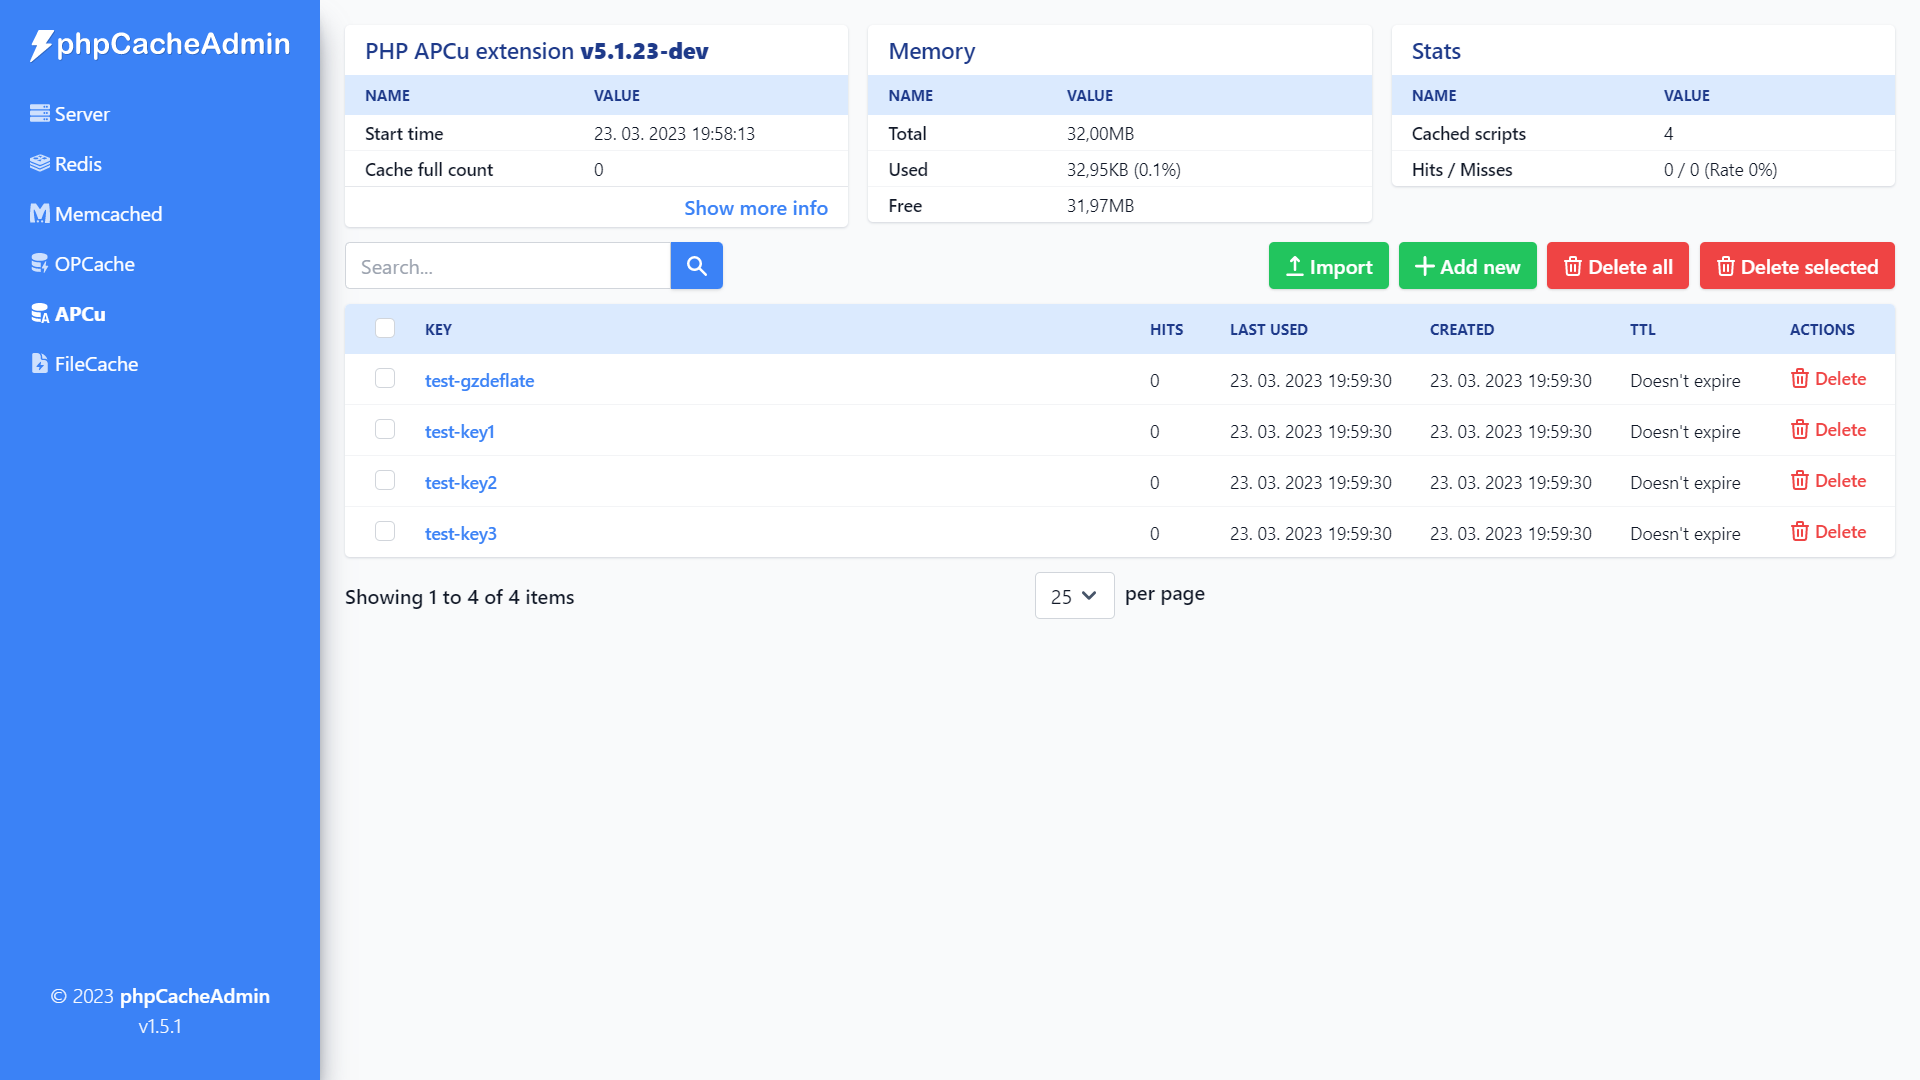 phpCacheAdmin
Server
Redis
Memcached
OPCache
APCu
FileCache
© 2023 phpCacheAdmin
v1.5.1
PHP APCu extension v5.1.23-dev
NAME VALUE
Start time 23. 03. 2023 19:58:13
Cache full count 0
Show more info
Memory
NAME VALUE
Total 32,00MB
Used 32,95KB (0.1%)
Free 31,97MB
Stats
NAME VALUE
Cached scripts 4
Hits / Misses 0 / 0 (Rate 0%)
Search... Import Add new Delete all Delete selected
KEY HITS LAST USED CREATED TTL ACTIONS
test-gzdeflate 0 23. 03. 2023 19:59:30 23. 03. 2023 19:59:30 Doesn't expire Delete
test-key1 0 23. 03. 2023 19:59:30 23. 03. 2023 19:59:30 Doesn't expire Delete
test-key2 0 23. 03. 2023 19:59:30 23. 03. 2023 19:59:30 Doesn't expire Delete
test-key3 0 23. 03. 2023 19:59:30 23. 03. 2023 19:59:30 Doesn't expire Delete
Showing 1 to 4 of 4 items 25 per page